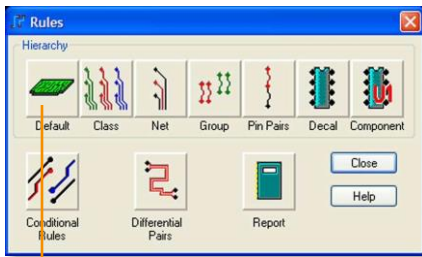 Rules
Hierarchy
Default Class Net Group Pin Pairs Decal Component
Close
Help
Conditional Rules
Differential Pairs
Report